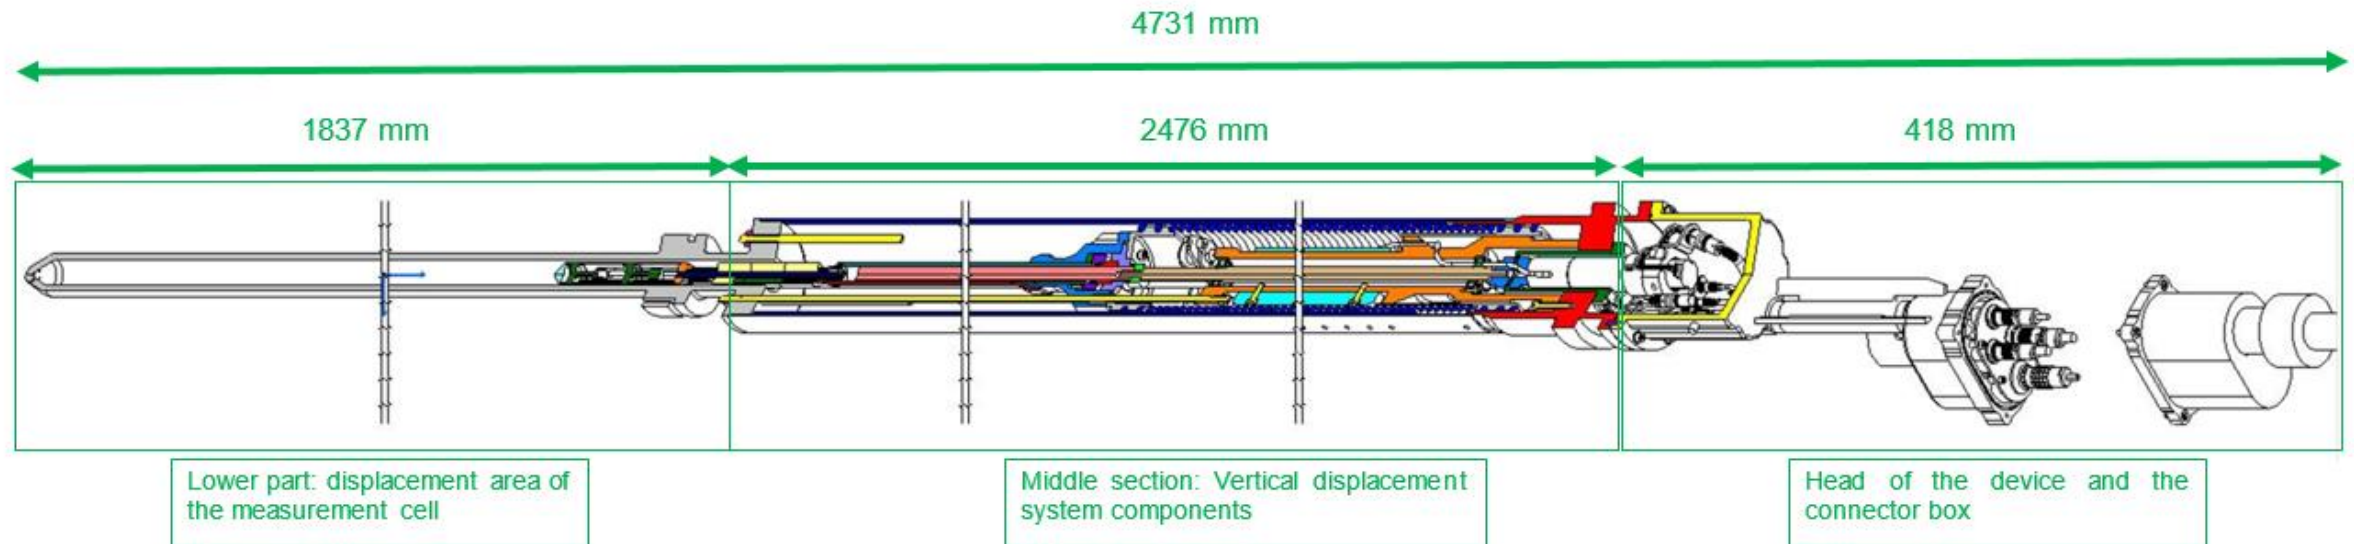 4731 mm
1837 mm
2476 mm
418 mm
Lower part: displacement area of
the measurement cell
Middle section: Vertical displacement
system components
Head of the device and the
connector box